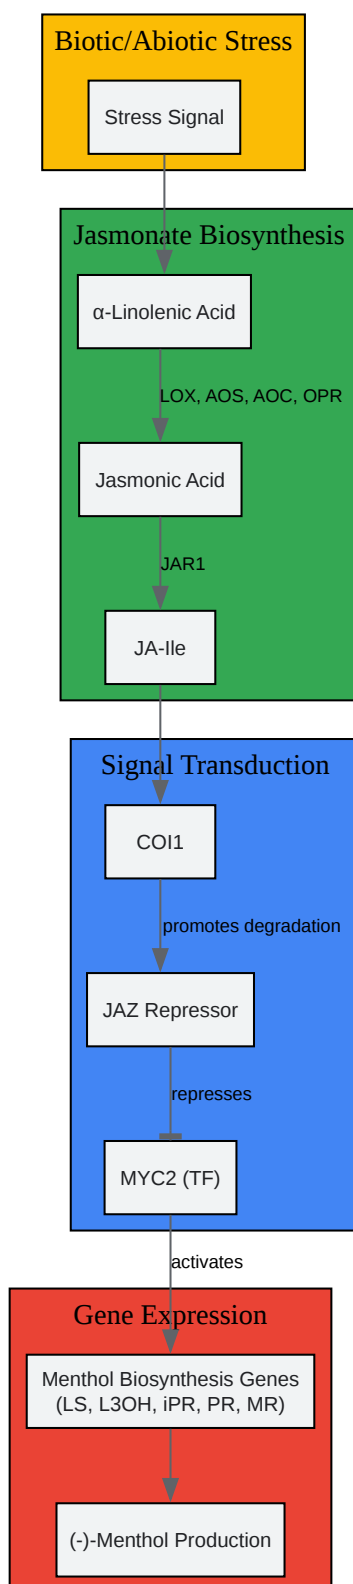 Biotic/Abiotic Stress
Stress Signal
Jasmonate Biosynthesis
α-Linolenic Acid
LOX, AOS, AOC, OPR
Jasmonic Acid
JAR1
JA-Ile
Signal Transduction
COI1
promotes degradation
JAZ Repressor
represses
MYC2 (TF)
activates
Gene Expression
Menthol Biosynthesis Genes
(LS, L3OH, iPR, PR, MR)
(-)-Menthol Production